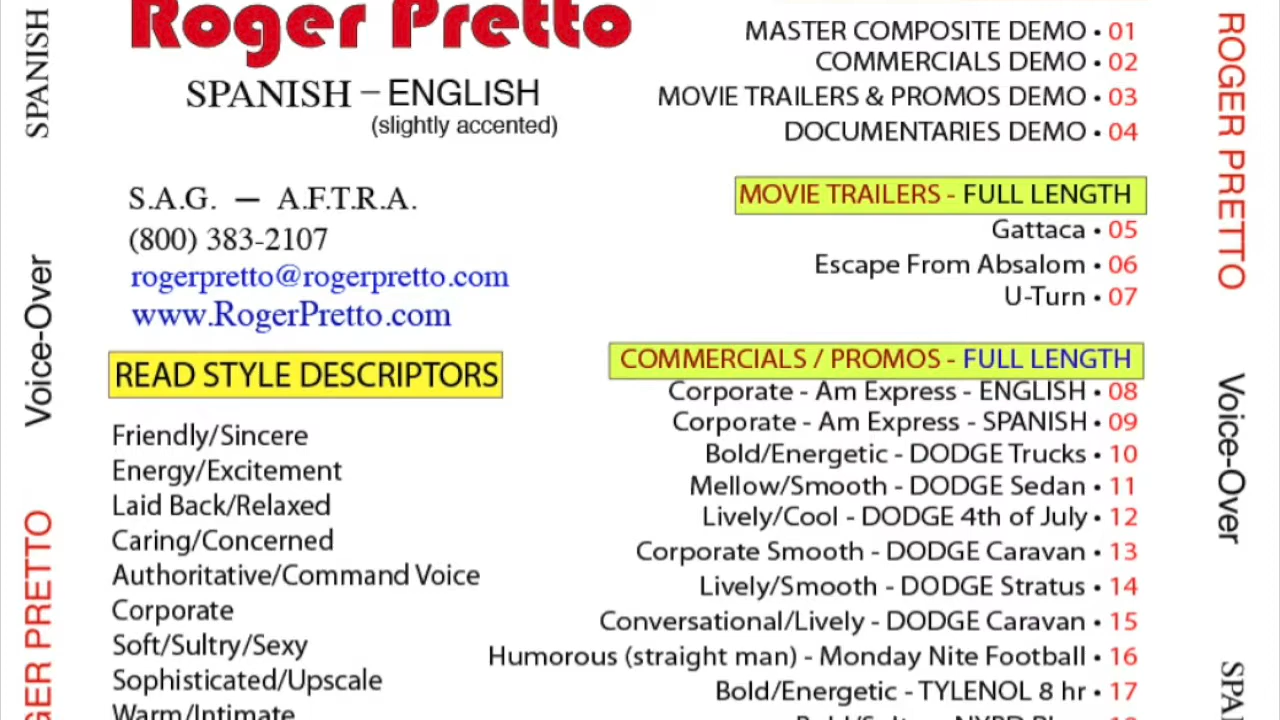 Roger Pretto
SPANISH – ENGLISH
(slightly accented)
S.A.G. — A.F.T.R.A.
(800) 383-2107
rogerpretto@rogerpretto.com
www.RogerPretto.com
READ STYLE DESCRIPTORS
Friendly/Sincere
Energy/Excitement
Laid Back/Relaxed
Caring/Concerned
Authoritative/Command Voice
Corporate
Soft/Sultry/Sexy
Sophisticated/Upscale
Warm/Intimate
MASTER COMPOSITE DEMO • 01
COMMERCIALS DEMO • 02
MOVIE TRAILERS & PROMOS DEMO • 03
DOCUMENTARIES DEMO • 04
MOVIE TRAILERS - FULL LENGTH
Gattaca • 05
Escape From Absalom • 06
U-Turn • 07
COMMERCIALS / PROMOS - FULL LENGTH
Corporate - Am Express - ENGLISH • 08
Corporate - Am Express - SPANISH • 09
Bold/Energetic - DODGE Trucks • 10
Mellow/Smooth - DODGE Sedan • 11
Lively/Cool - DODGE 4th of July • 12
Corporate Smooth - DODGE Caravan • 13
Lively/Smooth - DODGE Stratus • 14
Conversational/Lively - DODGE Caravan • 15
Humorous (straight man) - Monday Nite Football • 16
Bold/Energetic - TYLENOL 8 hr • 17
SPANISH
Voice-Over
GER PRETTO
ROGER PRETTO
Voice-Over
SPA